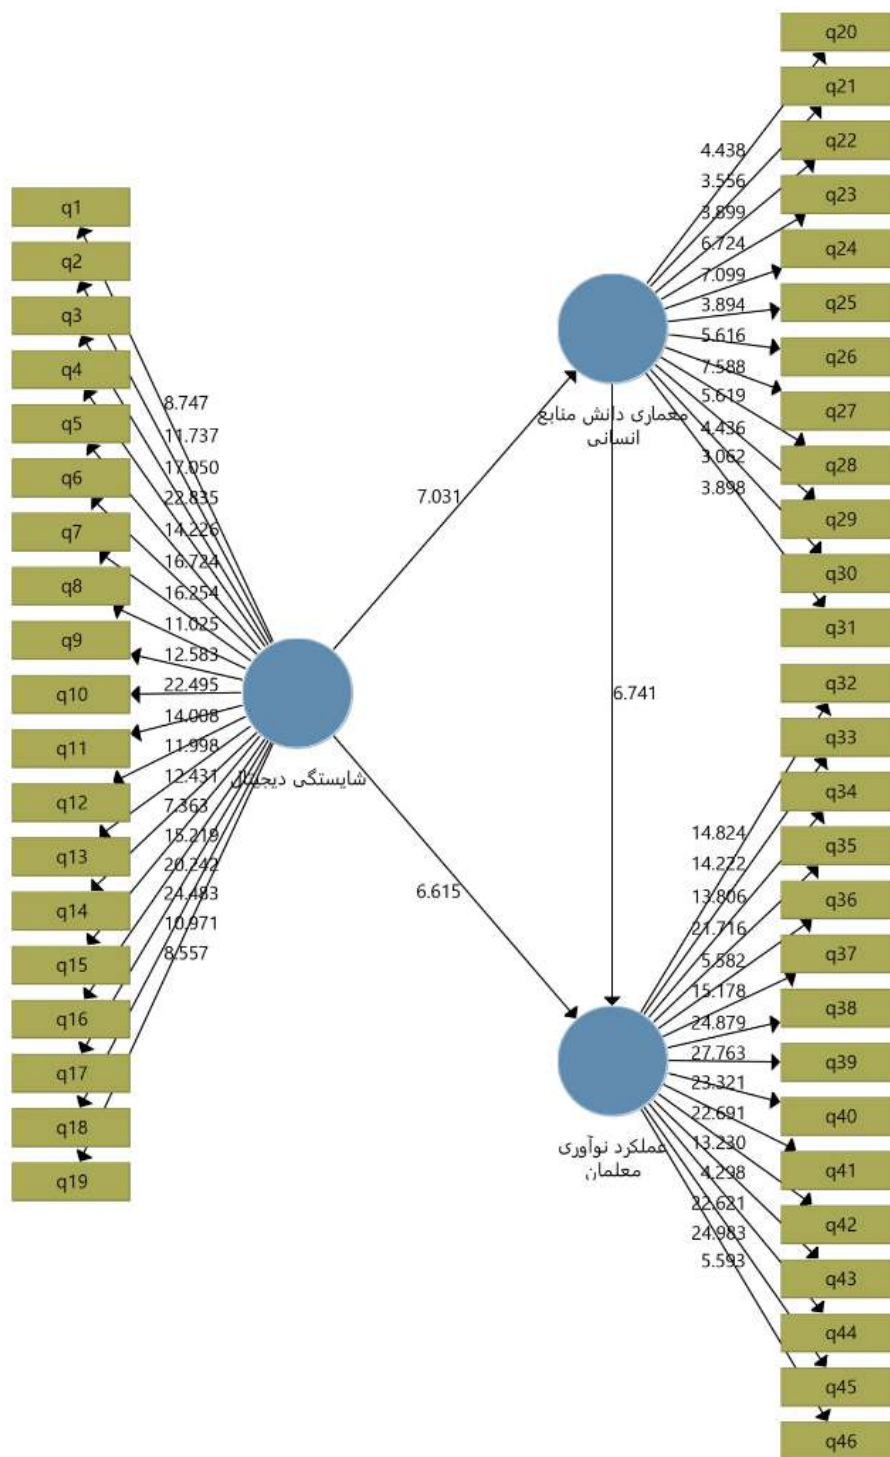 q1
q2
q3
q4
q5
q6
q7
q8
q9
q10
q11
q12
q13
q14
q15
q16
q17
q18
q19
8.747
11.737
17.050
22.835
14.226
16.724
16.254
11.025
12.583
22.495
14.008
11.998
12.431
7.363
15.219
20.242
24.483
10.971
8.557
شایستگی دیجیتال
7.031
6.615
6.741
معماری دانش منابع
انسانی
4.438
3.556
3.899
6.724
7.099
3.894
5.616
7.588
5.619
4.436
3.062
3.898
q20
q21
q22
q23
q24
q25
q26
q27
q28
q29
q30
q31
عملکرد نوآوری
معلمان
14.824
14.222
13.806
21.716
5.582
15.178
24.879
27.763
23.321
22.691
13.230
4.298
22.621
24.983
5.593
q32
q33
q34
q35
q36
q37
q38
q39
q40
q41
q42
q43
q44
q45
q46